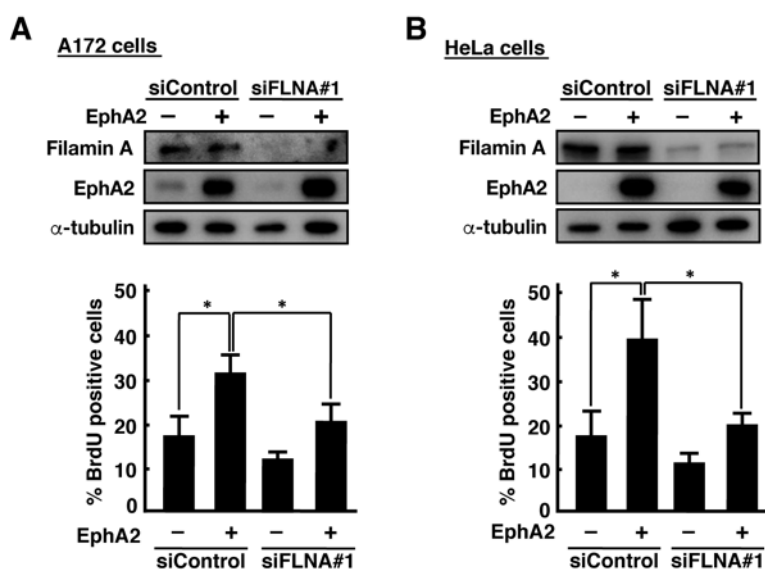 A
A172 cells
siControl siFLNA#1
EphA2 − + − +
Filamin A
EphA2
α-tubulin
50
40
30
20
10
0
% BrdU positive cells
* *
EphA2 − + − +
siControl siFLNA#1
B
HeLa cells
siControl siFLNA#1
EphA2 − + − +
Filamin A
EphA2
α-tubulin
50
40
30
20
10
0
% BrdU positive cells
* *
EphA2 − + − +
siControl siFLNA#1